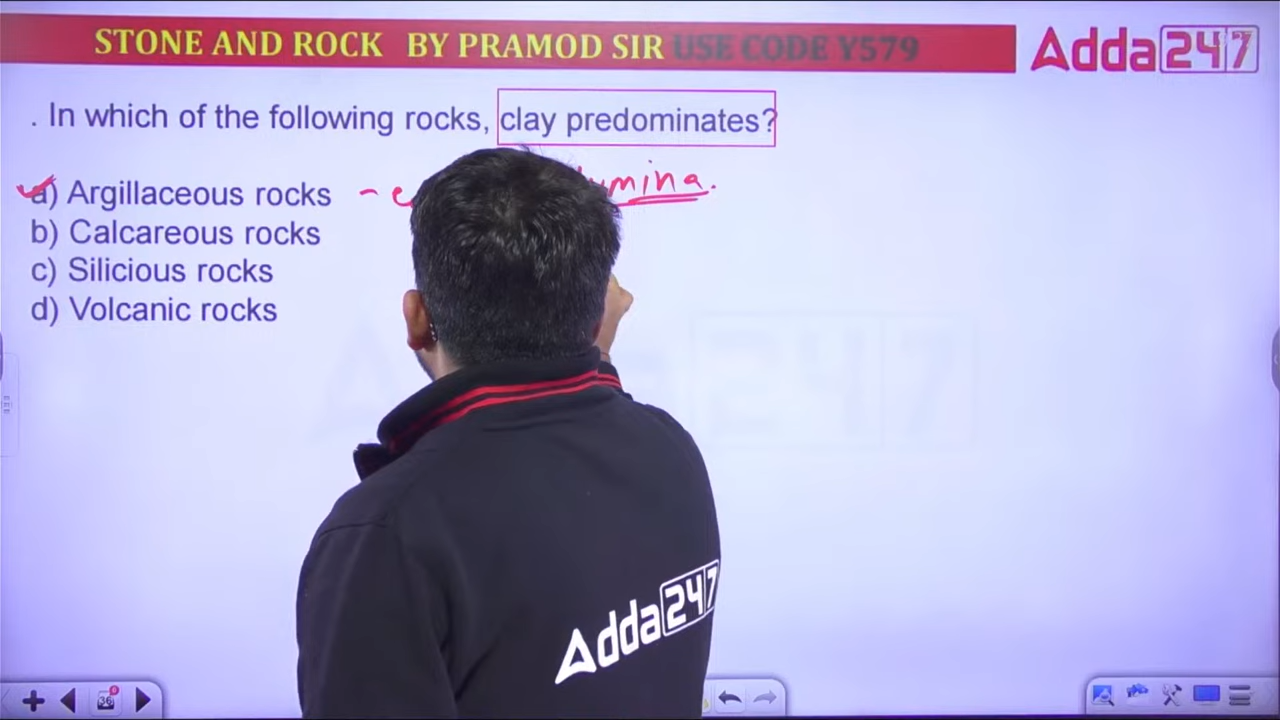 STONE AND ROCK BY PRAMOD SIR USE CODE Y579
Adda247
. In which of the following rocks, clay predominates?
a) Argillaceous rocks
b) Calcareous rocks
c) Silicious rocks
d) Volcanic rocks
Adda247
36